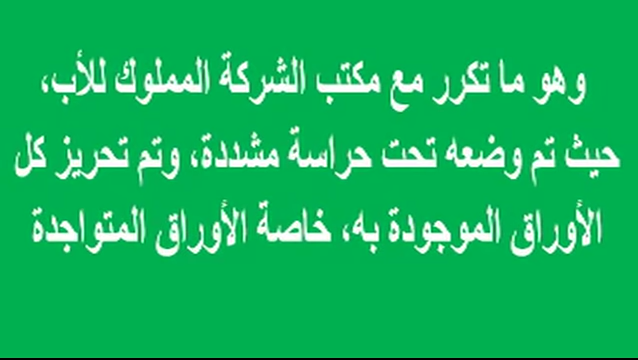 وهو ما تكرر مع مكتب الشركة المملوك للأب،
حيث تم وضعه تحت حراسة مشددة، وتم تحريز كل
الأوراق الموجودة به، خاصة الأوراق المتواجدة